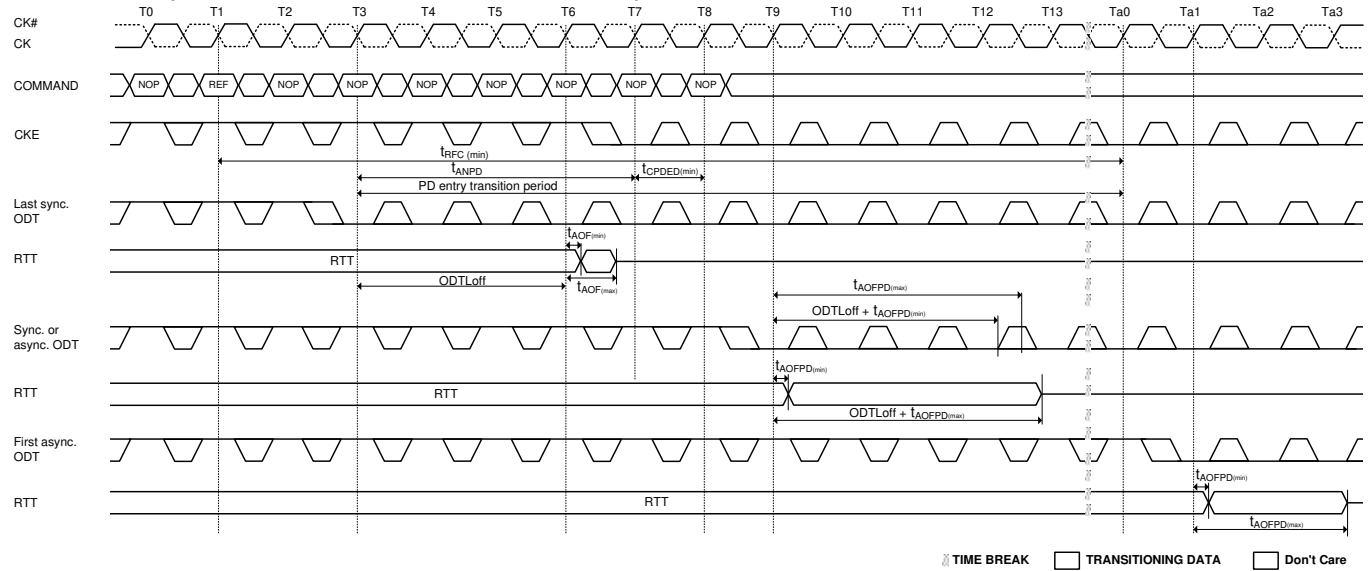 T0 T1 T2 T3 T4 T5 T6 T7 T8 T9 T10 T11 T12 T13 Ta0 Ta1 Ta2 Ta3
CK#
CK
COMMAND NOP REF NOP NOP NOP NOP NOP NOP NOP
CKE
tRFC (min)
tANPD tCPDED(min)
PD entry transition period
Last sync.
ODT
tAOF(min)
RTT RTT
ODTLoff tAOF(max)
tAOFPD(max)
ODTLoff + tAOFPD(min)
Sync. or
async. ODT
tAOFPD(min)
RTT RTT
ODTLoff + tAOFPD(max)
First async.
ODT
tAOFPD(min)
RTT RTT
tAOFPD(max)
TIME BREAK TRANSITIONING DATA Don't Care